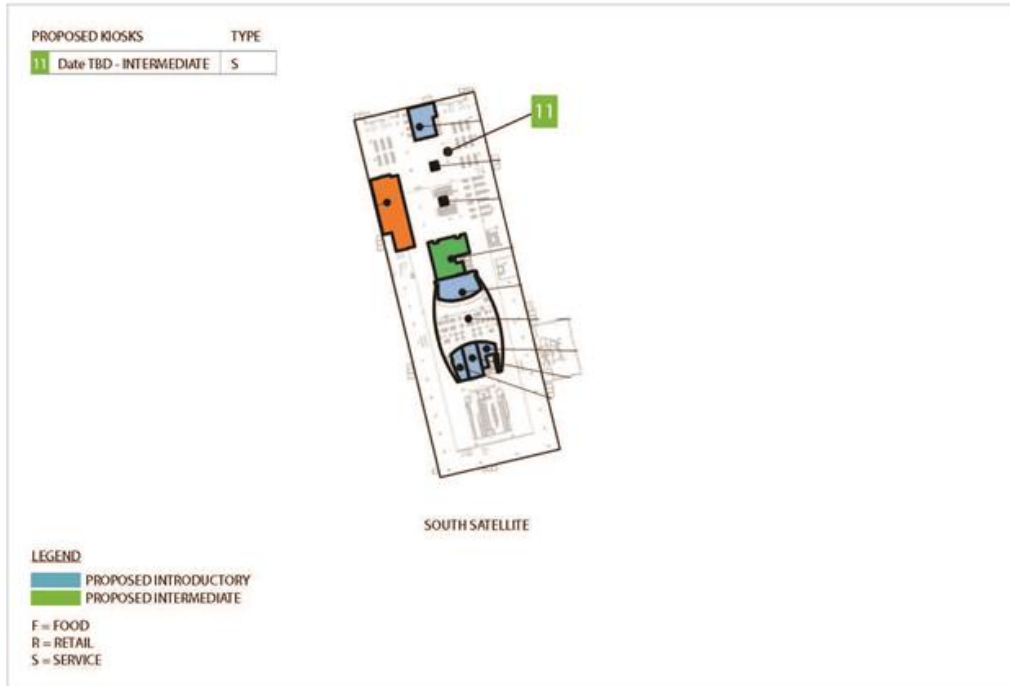 PROPOSED KIOSKS TYPE
11 Date TBD - INTERMEDIATE S
11
SOUTH SATELLITE
LEGEND
PROPOSED INTRODUCTORY
PROPOSED INTERMEDIATE
F = FOOD
R = RETAIL
S = SERVICE